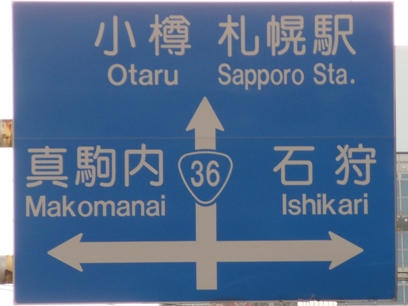 小樽 札幌駅
Otaru Sapporo Sta.
真駒内 36 石狩
Makomanai Ishikari